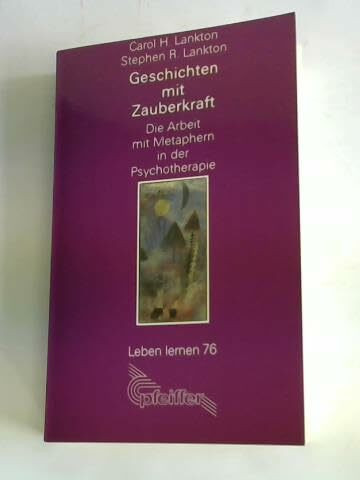 Carol H. Lankton
Stephen R. Lankton
Geschichten
mit
Zauberkraft
Die Arbeit
mit Metaphern
in der
Psychotherapie
Leben lernen 76
pfeiffer